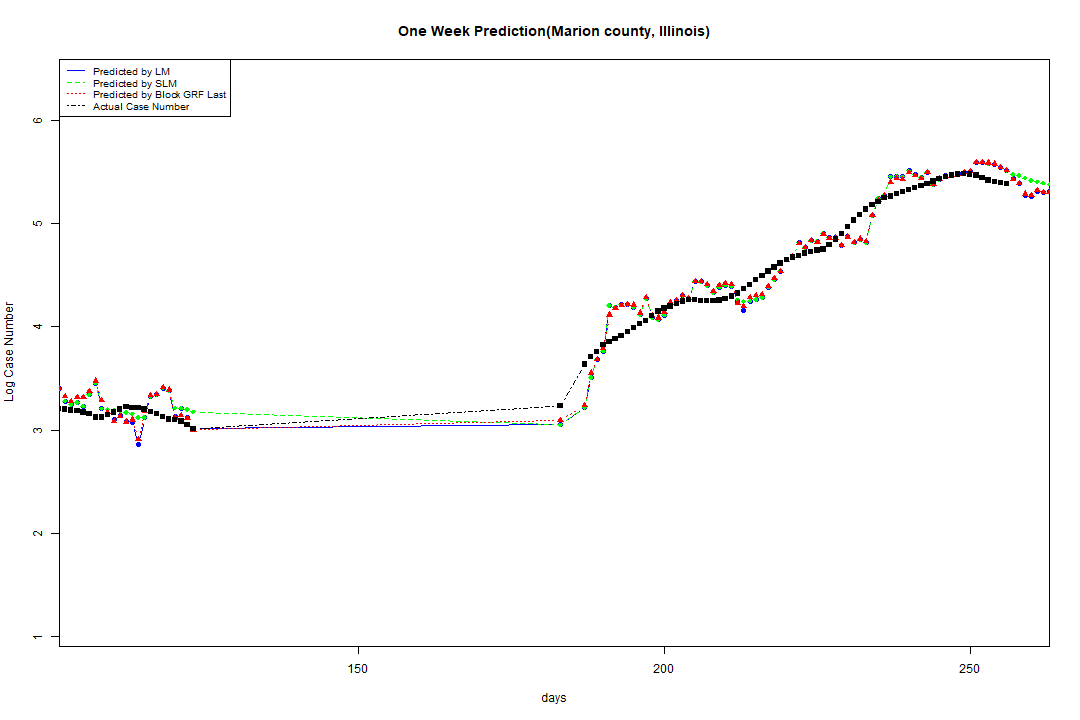 One Week Prediction(Marion county, Illinois)
Predicted by LM
Predicted by SLM
Predicted by Block GRF Last
Actual Case Number
6
5
4
3
2
1
Log Case Number
150 200 250
days